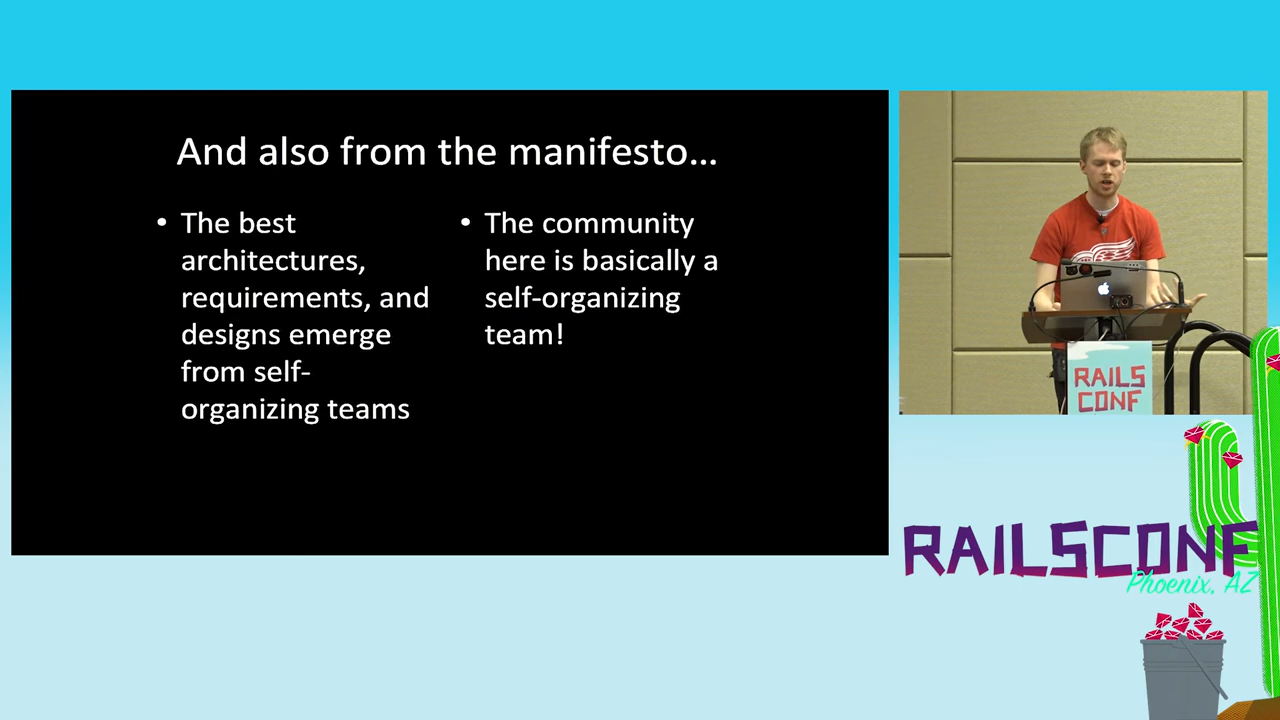 And also from the manifesto...
• The best
architectures,
requirements, and
designs emerge
from self-
organizing teams
• The community
here is basically a
self-organizing
team!
RAILS
CONF
RAILSCONF
Phoenix, AZ